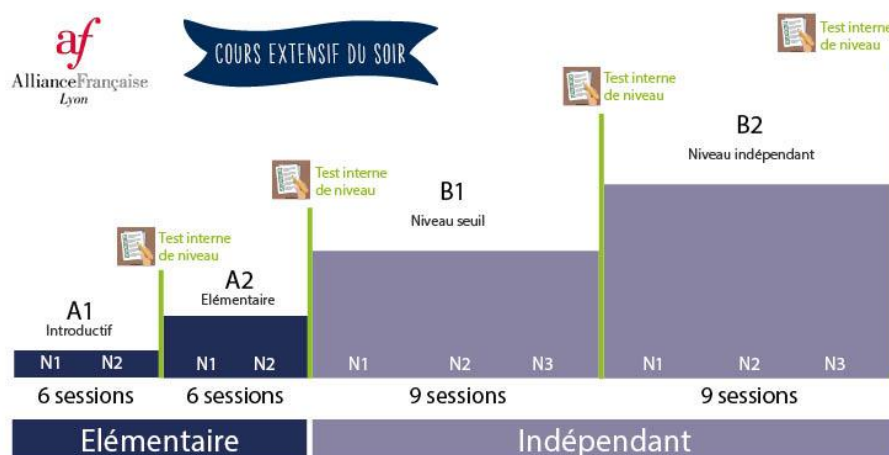 af
AllianceFrançaise
Lyon
COURS EXTENSIF DU SOIR
Test interne
de niveau
Test interne
de niveau
B2
Niveau indépendant
Test interne
de niveau
B1
Niveau seuil
Test interne
de niveau
A2
Elémentaire
A1
Introductif
N1 N2 N1 N2 N1 N2 N3 N1 N2 N3
6 sessions 6 sessions 9 sessions 9 sessions
Elémentaire Indépendant